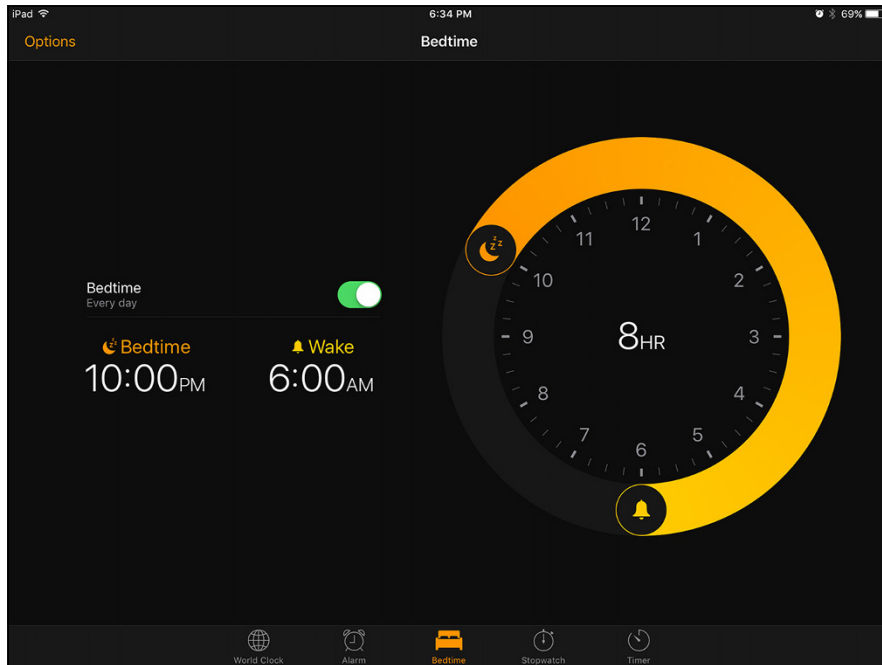 iPad 6:34 PM 69%
Options Bedtime
Bedtime
Every day
Bedtime Wake
10:00PM 6:00AM
12
11 1
10 2
9 8HR 3
8 4
7 5
6
z z z
World Clock Alarm Bedtime Stopwatch Timer